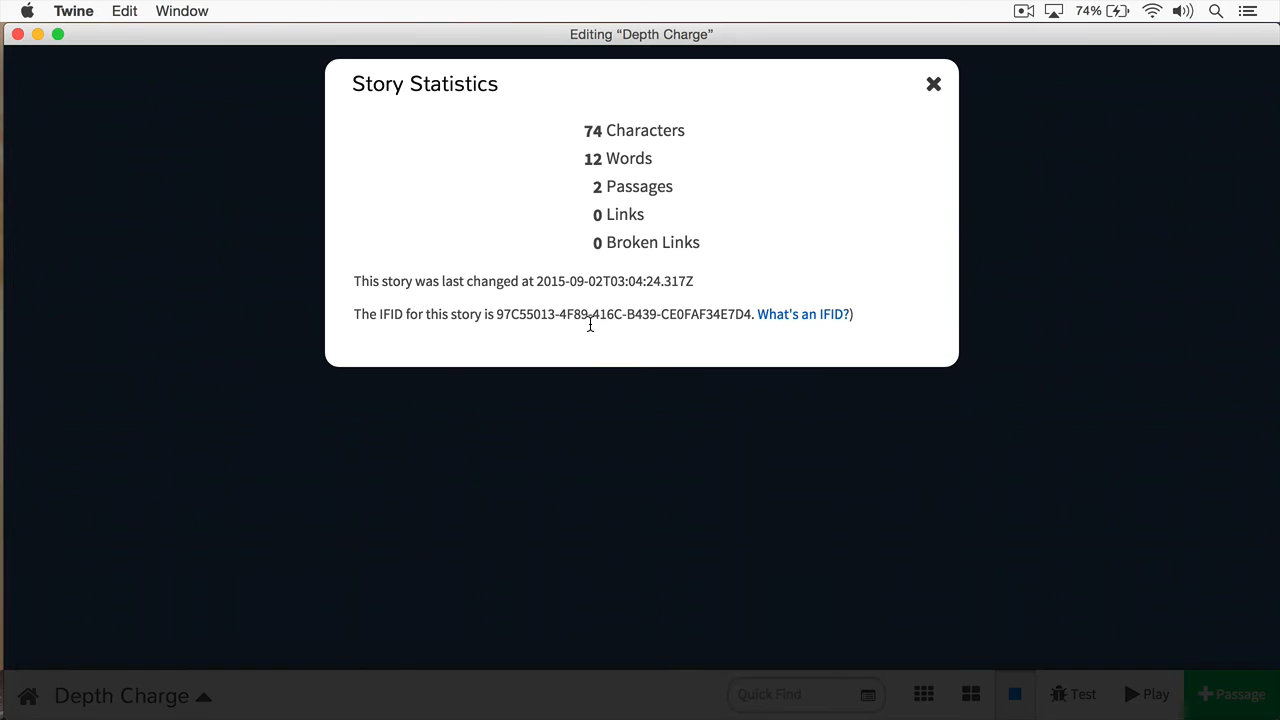 Twine Edit Window 74%
Editing “Depth Charge”
Story Statistics
74 Characters
12 Words
2 Passages
0 Links
0 Broken Links
This story was last changed at 2015-09-02T03:04:24.317Z
The IFID for this story is 97C55013-4F89-416C-B439-CE0FAF34E7D4. What's an IFID?)
Depth Charge Quick Find Test Play +Passage